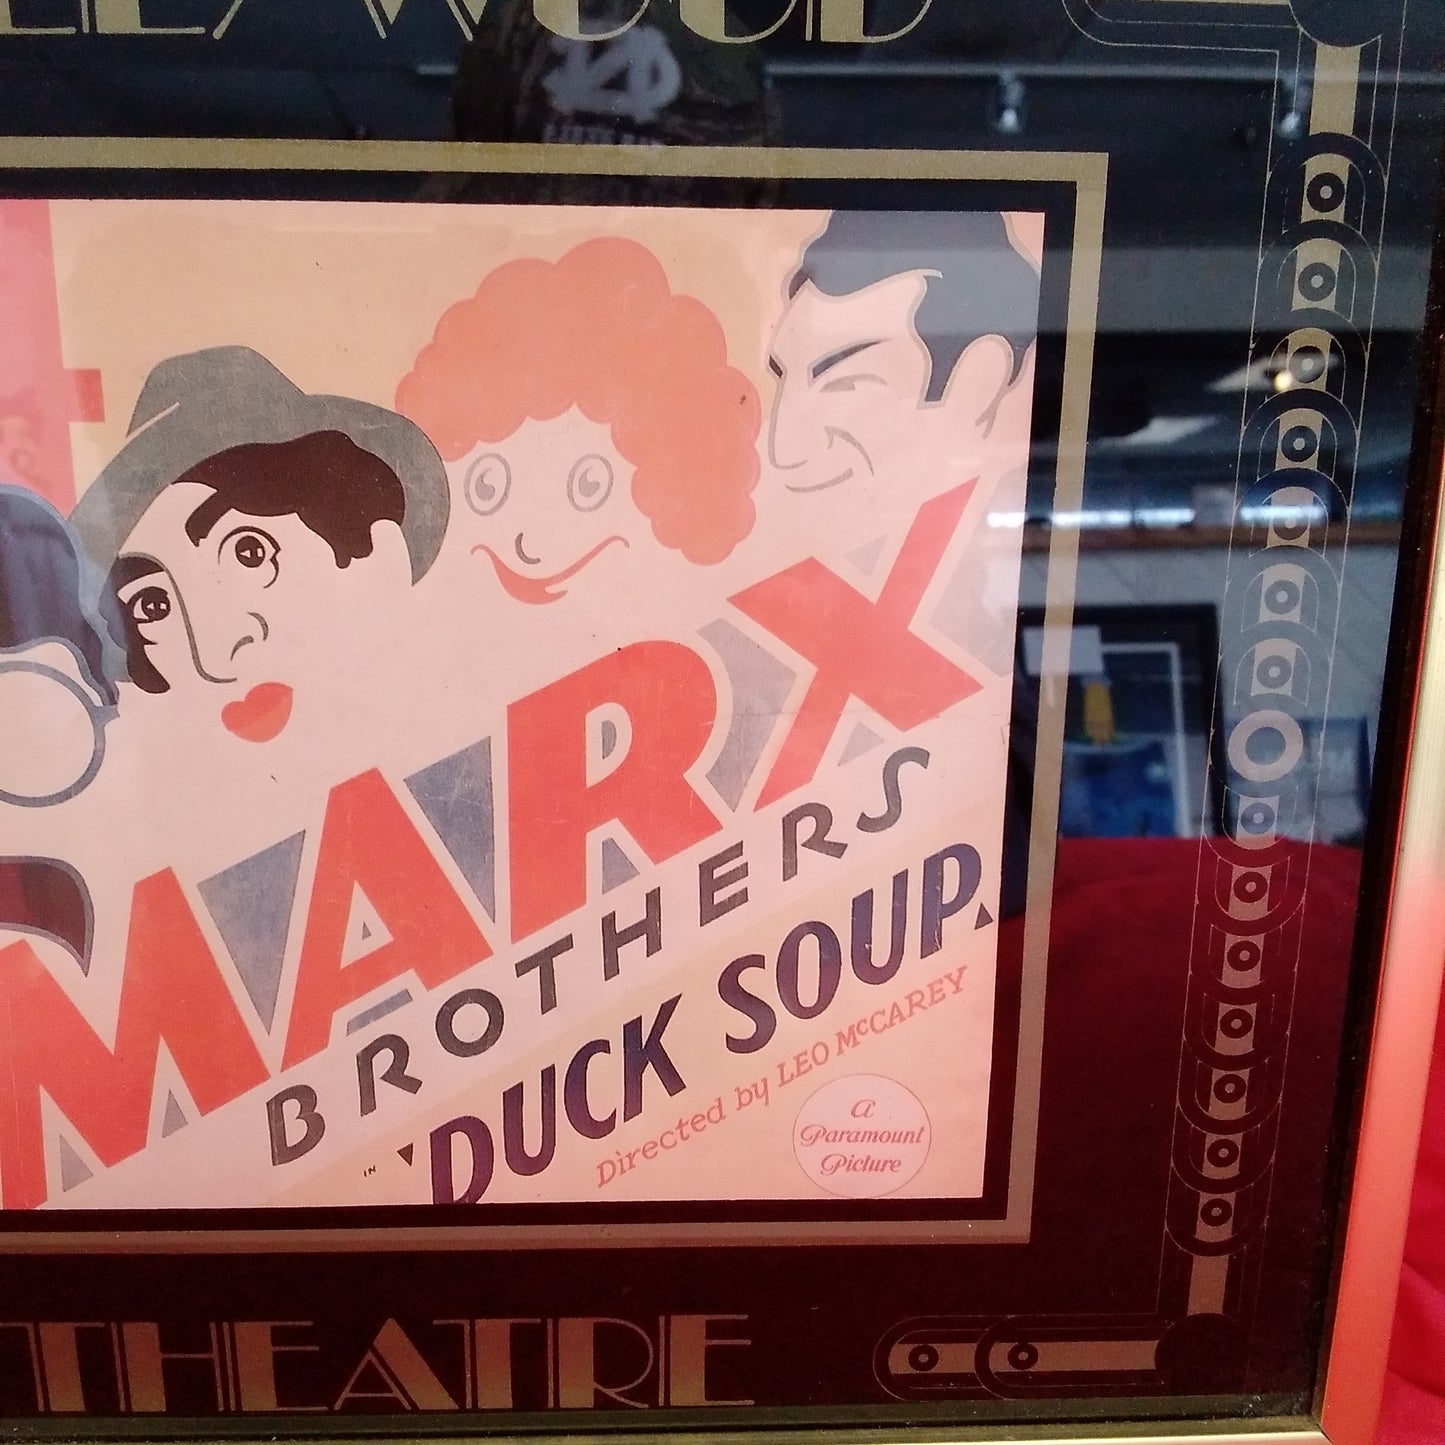 MARX
BROTHERS
IN
"DUCK SOUP"
Directed by LEO McCAREY
a
Paramount
Picture
THEATRE